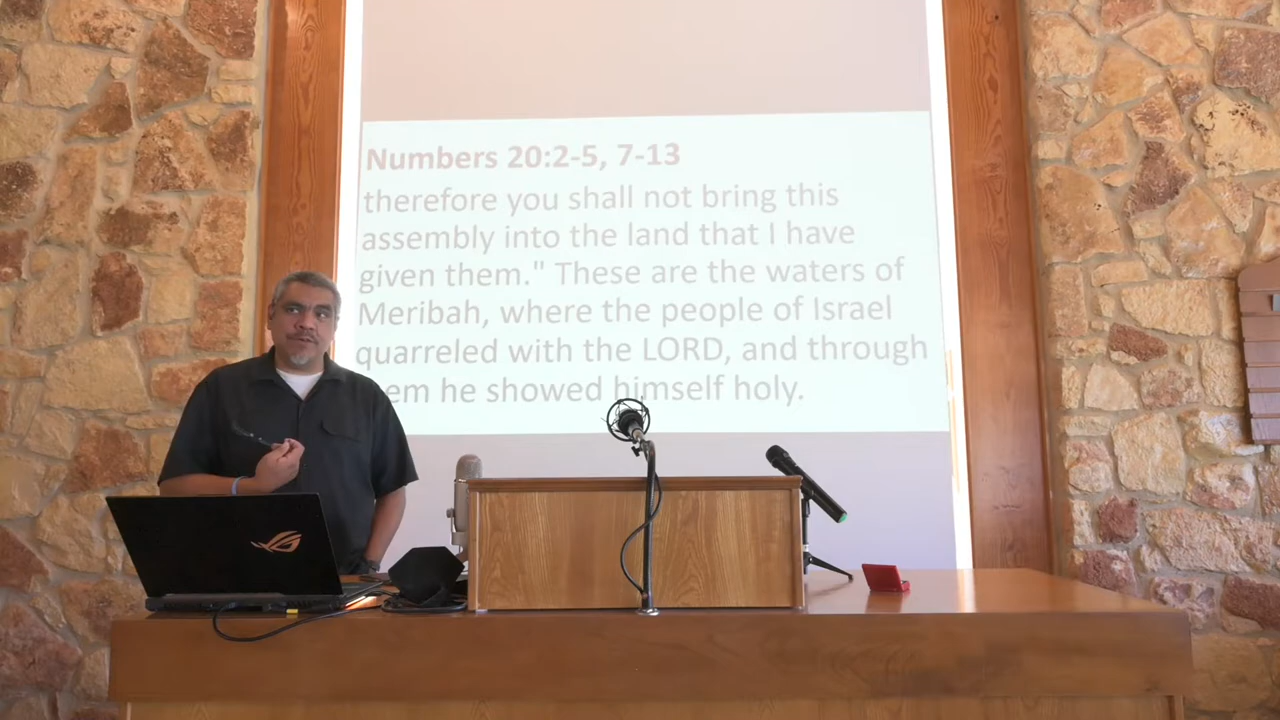 Numbers 20:2-5, 7-13
therefore you shall not bring this
assembly into the land that I have
given them." These are the waters of
Meribah, where the people of Israel
quarreled with the LORD, and through
em he showed himself holy.